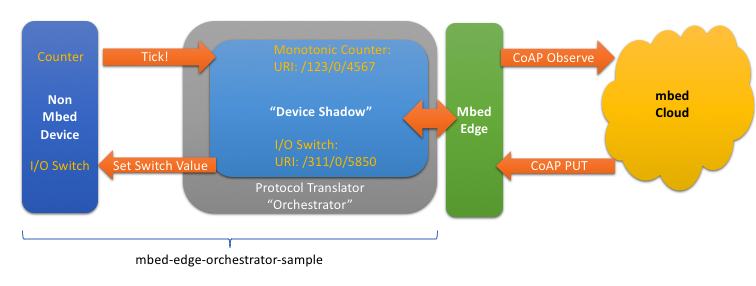 Counter
Non
Mbed
Device
I/O Switch
Tick!
Set Switch Value
Monotonic Counter:
URI: /123/0/4567
“Device Shadow”
I/O Switch:
URI: /311/0/5850
Protocol Translator
“Orchestrator”
Mbed
Edge
CoAP Observe
CoAP PUT
mbed
Cloud
mbed-edge-orchestrator-sample